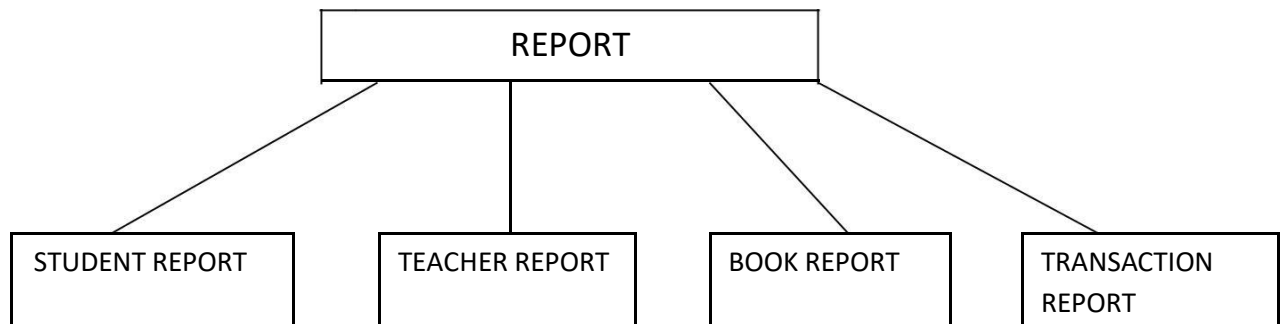 REPORT
STUDENT REPORT
TEACHER REPORT
BOOK REPORT
TRANSACTION
REPORT